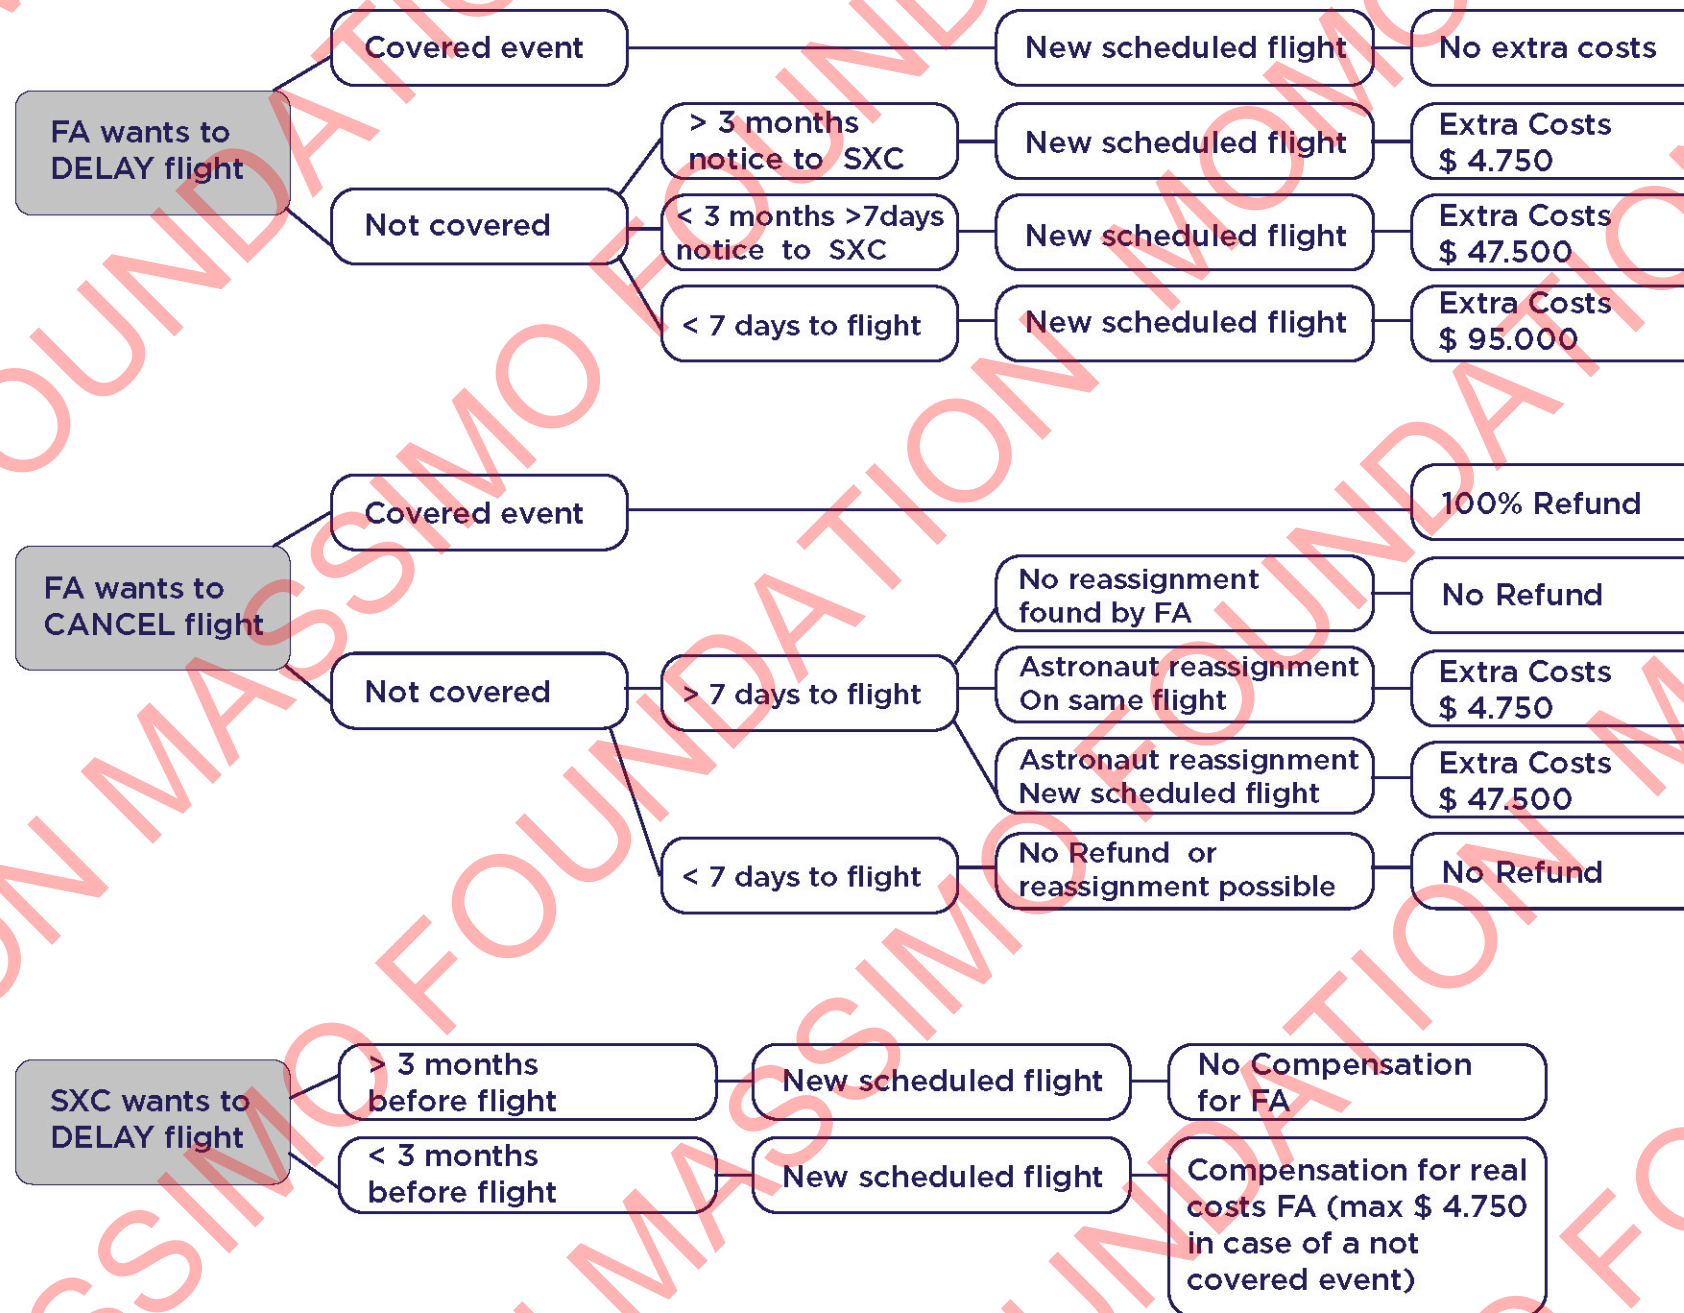 Covered event
New scheduled flight
No extra costs
FA wants to
DELAY flight
> 3 months
notice to SXC
New scheduled flight
Extra Costs
$ 4.750
Not covered
< 3 months >7days
notice to SXC
New scheduled flight
Extra Costs
$ 47.500
< 7 days to flight
New scheduled flight
Extra Costs
$ 95.000
Covered event
100% Refund
FA wants to
CANCEL flight
No reassignment
found by FA
No Refund
Not covered
> 7 days to flight
Astronaut reassignment
On same flight
Extra Costs
$ 4.750
Astronaut reassignment
New scheduled flight
Extra Costs
$ 47.500
< 7 days to flight
No Refund or
reassignment possible
No Refund
SXC wants to
DELAY flight
> 3 months
before flight
New scheduled flight
No Compensation
for FA
< 3 months
before flight
New scheduled flight
Compensation for real
costs FA (max $ 4.750
in case of a not
covered event)
MASSIMO FOUNDATION MOMO
MASSIMO FOUNDATION